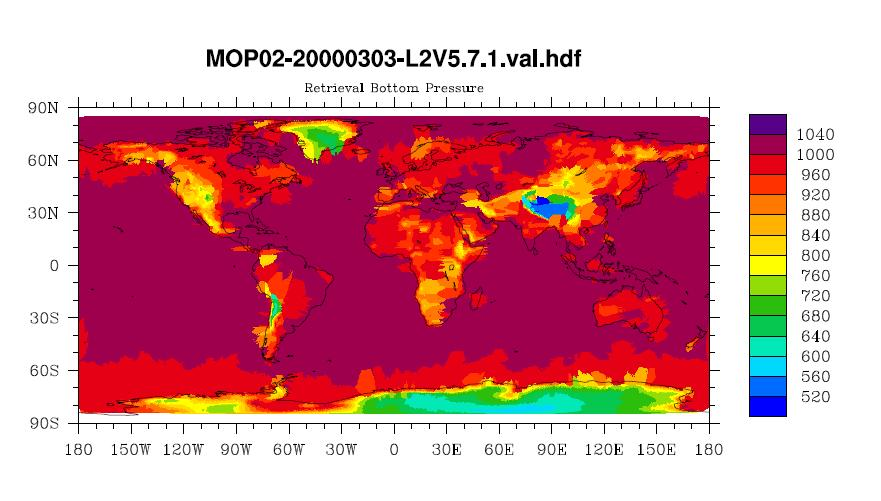 MOP02-20000303-L2V5.7.1.val.hdf
Retrieval Bottom Pressure
90N
60N
30N
0
30S
60S
90S
180 150W 120W 90W 60W 30W 0 30E 60E 90E 120E 150E 180
1040
1000
960
920
880
840
800
760
720
680
640
600
560
520